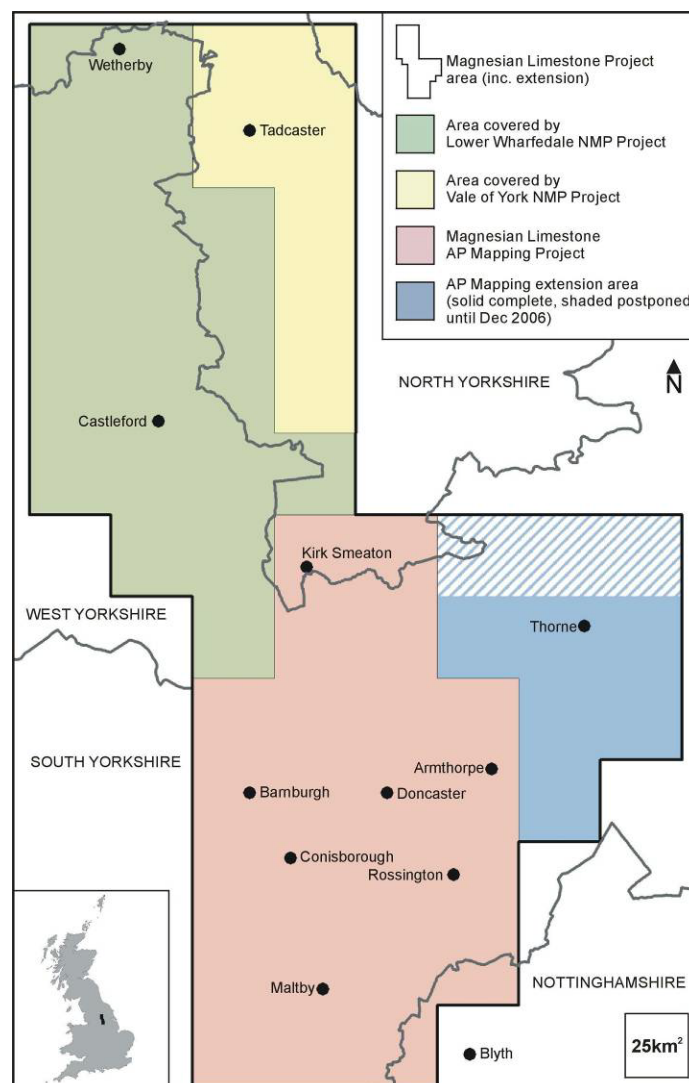 Wetherby
Tadcaster
Magnesian Limestone Project
area (inc. extension)
Area covered by
Lower Wharfedale NMP Project
Area covered by
Vale of York NMP Project
Magnesian Limestone
AP Mapping Project
AP Mapping extension area
(solid complete, shaded postponed
until Dec 2006)
NORTH YORKSHIRE
N
Castleford
Kirk Smeaton
WEST YORKSHIRE
Thorne
SOUTH YORKSHIRE
Armthorpe
Bamburgh
Doncaster
Conisborough
Rossington
Maltby
NOTTINGHAMSHIRE
Blyth
25km²